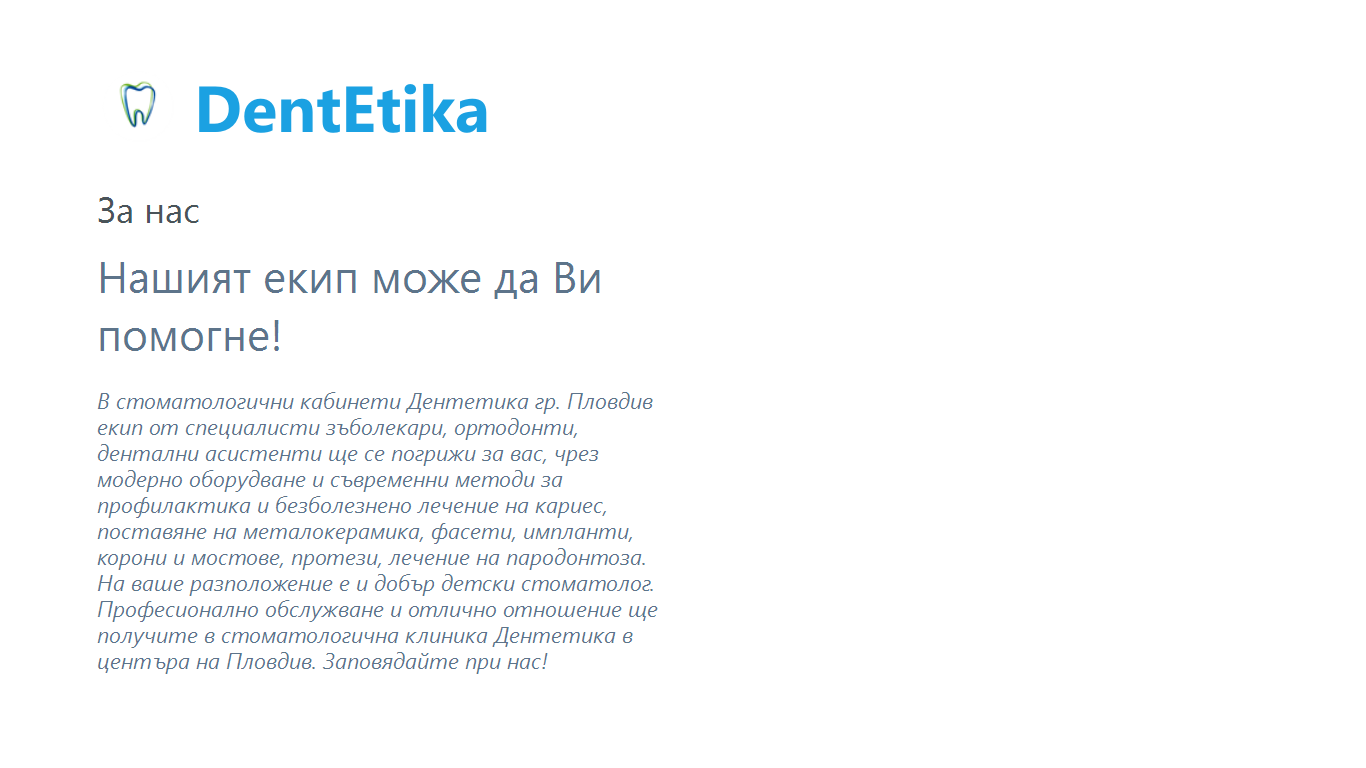 DentEtika
За нас
Нашият екип може да Ви
помогне!
В стоматологични кабинети Дентетика гр. Пловдив
екип от специалисти зъболекари, ортодонти,
дентални асистенти ще се погрижи за вас, чрез
модерно оборудване и съвременни методи за
профилактика и безболезнено лечение на кариес,
поставяне на металокерамика, фасети, импланти,
корони и мостове, протези, лечение на пародонтоза.
На ваше разположение е и добър детски стоматолог.
Професионално обслужване и отлично отношение ще
получите в стоматологична клиника Дентетика в
центъра на Пловдив. Заповядайте при нас!